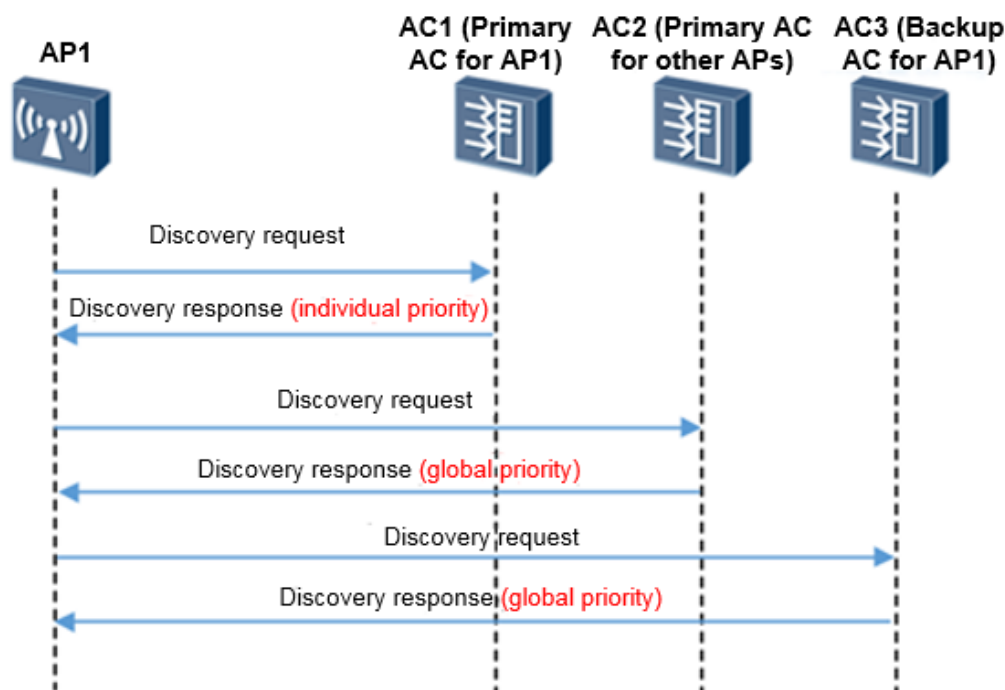 AP1
AC1 (Primary
AC for AP1)
AC2 (Primary AC
for other APs)
AC3 (Backup
AC for AP1)
Discovery request
Discovery response (individual priority)
Discovery request
Discovery response (global priority)
Discovery request
Discovery response (global priority)